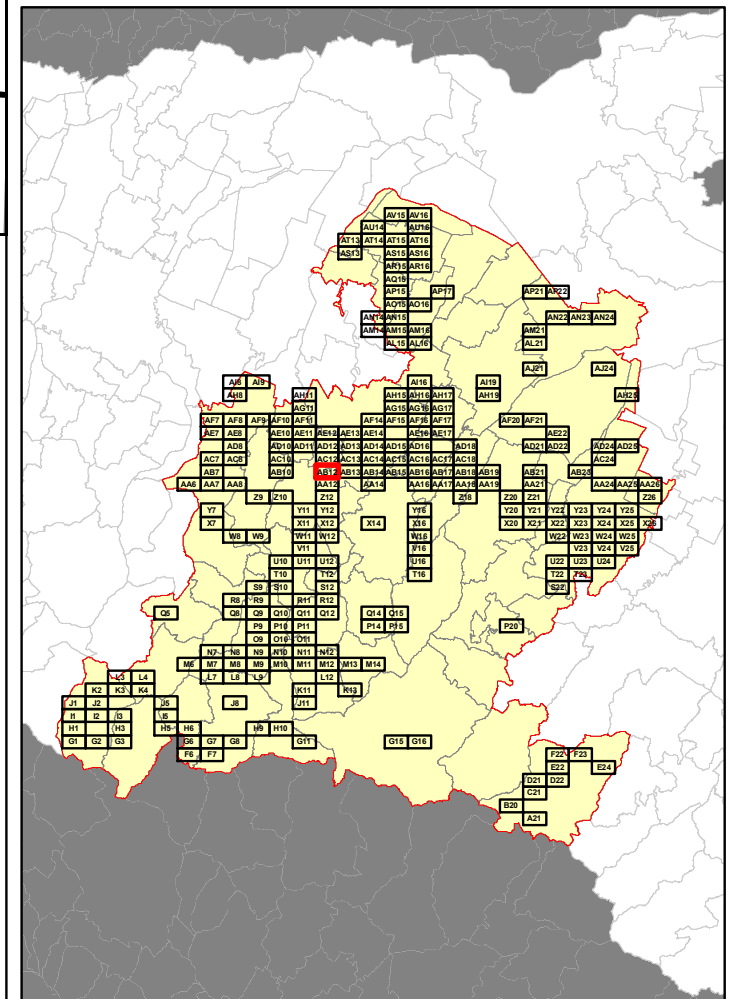 AV15 AV16
AU14 AU16
AT13 AT14 AT15 AT16
AS13 AS15 AS16
AR15 AR16
AQ15
AP15 AP17 AP21 AP22
AO15 AO16
AN14 AN15 AN22 AN23 AN24
AM14 AM15 AM16 AM21
AL15 AL16 AL21
AJ21 AJ24
AI8 AI9 AI16 AI19
AH8 AH11 AH15 AH16 AH17 AH19 AH25
AG11 AG15 AG16 AG17
AF7 AF8 AF9 AF10 AF11 AF14 AF15 AF16 AF17 AF20 AF21
AE7 AE8 AE10 AE11 AE12 AE13 AE14 AE16 AE17 AE22
AD8 AD10 AD11 AD12 AD13 AD14 AD15 AD16 AD18 AD21 AD22 AD24 AD25
AC7 AC8 AC10 AC12 AC13 AC14 AC15 AC16 AC17 AC18 AC24
AB7 AB10 AB12 AB13 AB14 AB15 AB16 AB17 AB18 AB19 AB21 AB23
AA6 AA7 AA8 AA12 AA14 AA16 AA17 AA18 AA19 AA21 AA24 AA25 AA26
Z9 Z10 Z12 Z18 Z20 Z21 Z26
Y7 Y11 Y12 Y16 Y20 Y21 Y22 Y23 Y24 Y25
X7 X11 X12 X14 X16 X20 X21 X22 X23 X24 X25 X26
W8 W9 W11 W12 W16 W22 W23 W24 W25
V11 V16 V23 V24 V25
U10 U11 U12 U16 U22 U23 U24
T10 T12 T16 T22 T23
S9 S10 S12 S22
R8 R9 R11 R12
Q5 Q8 Q9 Q10 Q11 Q12 Q14 Q15
P9 P10 P11 P14 P15 P20
O9 O10 O11
N7 N8 N9 N10 N11 N12
M6 M7 M8 M9 M10 M11 M12 M13 M14
L3 L4 L7 L8 L9 L12
K2 K3 K4 K11 K13
J1 J2 J5 J8 J11
I1 I2 I3 I5
H1 H3 H5 H6 H9 H10
G1 G2 G3 G6 G7 G8 G11 G15 G16
F6 F7 F22 F23
E22 E24
D21 D22
C21
B20
A21